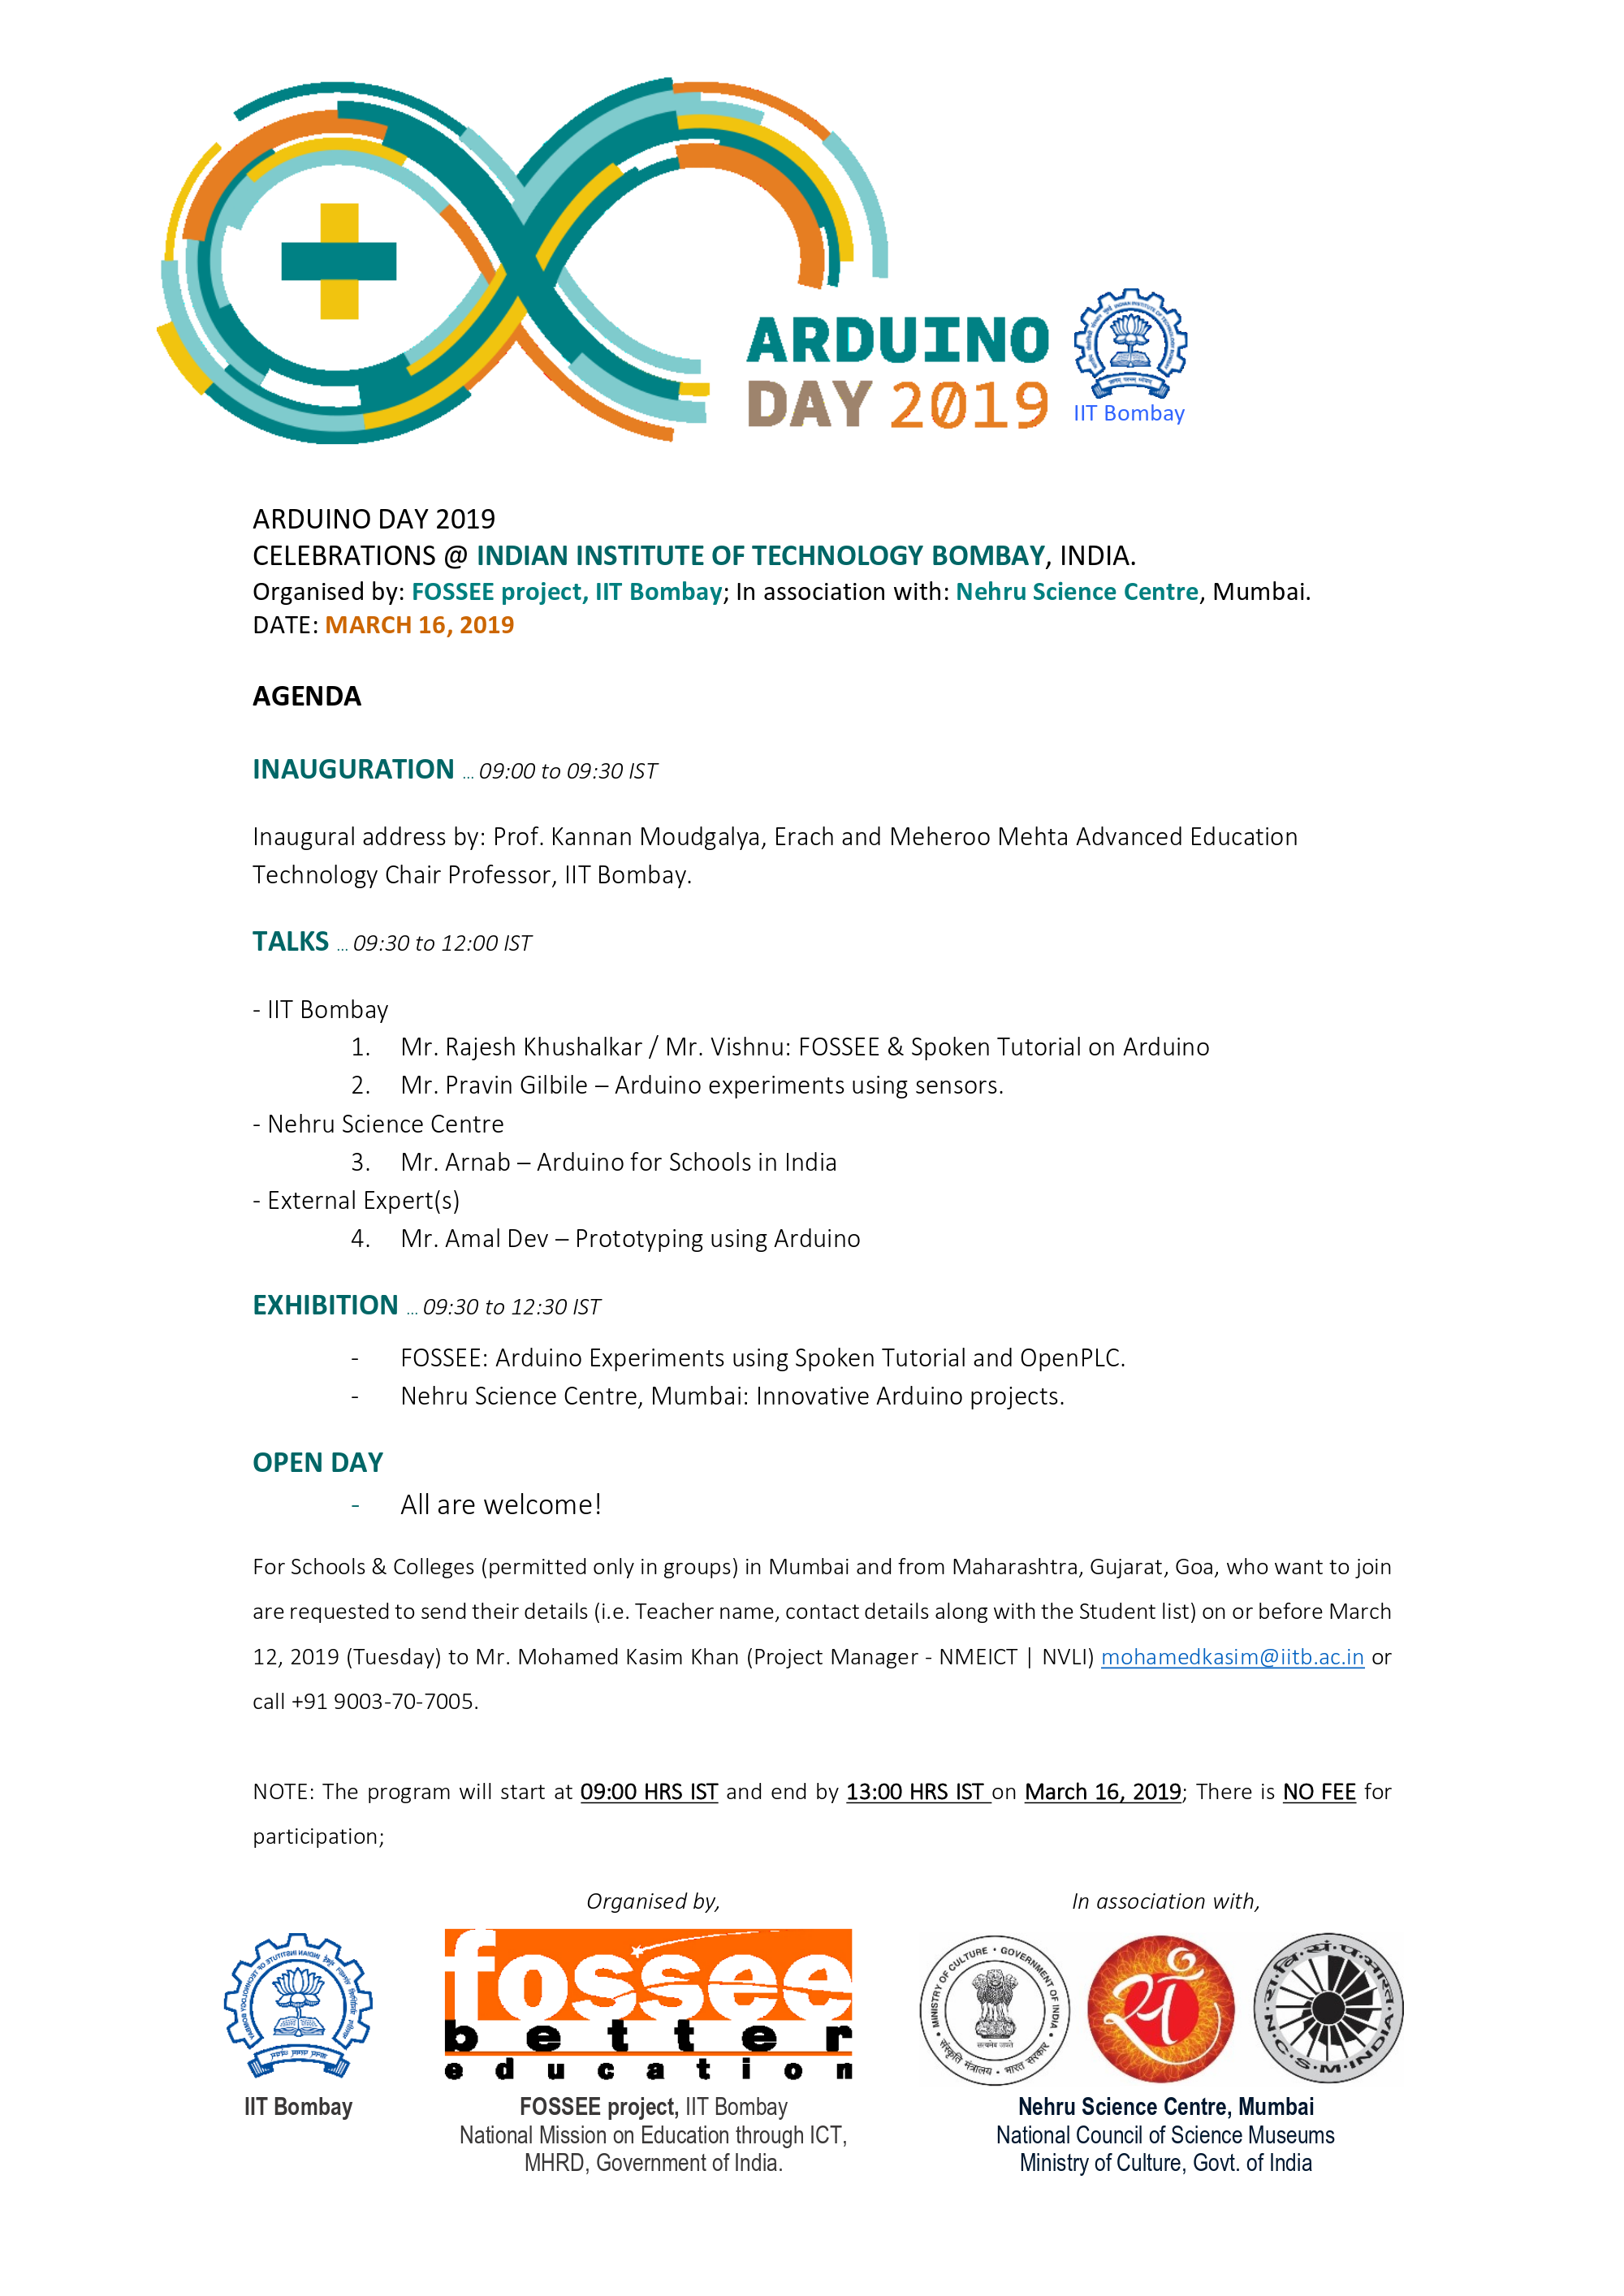 ARDUINO
DAY 2019
IIT Bombay
ARDUINO DAY 2019
CELEBRATIONS @ INDIAN INSTITUTE OF TECHNOLOGY BOMBAY, INDIA.
Organised by: FOSSEE project, IIT Bombay; In association with: Nehru Science Centre, Mumbai.
DATE: MARCH 16, 2019
AGENDA
INAUGURATION ... 09:00 to 09:30 IST
Inaugural address by: Prof. Kannan Moudgalya, Erach and Meheroo Mehta Advanced Education
Technology Chair Professor, IIT Bombay.
TALKS ... 09:30 to 12:00 IST
- IIT Bombay
1. Mr. Rajesh Khushalkar / Mr. Vishnu: FOSSEE & Spoken Tutorial on Arduino
2. Mr. Pravin Gilbile – Arduino experiments using sensors.
- Nehru Science Centre
3. Mr. Arnab – Arduino for Schools in India
- External Expert(s)
4. Mr. Amal Dev – Prototyping using Arduino
EXHIBITION ... 09:30 to 12:30 IST
- FOSSEE: Arduino Experiments using Spoken Tutorial and OpenPLC.
- Nehru Science Centre, Mumbai: Innovative Arduino projects.
OPEN DAY
- All are welcome!
For Schools & Colleges (permitted only in groups) in Mumbai and from Maharashtra, Gujarat, Goa, who want to join
are requested to send their details (i.e. Teacher name, contact details along with the Student list) on or before March
12, 2019 (Tuesday) to Mr. Mohamed Kasim Khan (Project Manager - NMEICT | NVLI) mohamedkasim@iitb.ac.in or
call +91 9003-70-7005.
NOTE: The program will start at 09:00 HRS IST and end by 13:00 HRS IST on March 16, 2019; There is NO FEE for
participation;
Organised by,
In association with,
fossee
better
education
MINISTRY OF CULTURE • GOVERNMENT OF INDIA
संस्कृति मंत्रालय • भारत सरकार
सत्यमेव जयते
N.C.S.M.INDIA
IIT Bombay
FOSSEE project, IIT Bombay
National Mission on Education through ICT,
MHRD, Government of India.
Nehru Science Centre, Mumbai
National Council of Science Museums
Ministry of Culture, Govt. of India